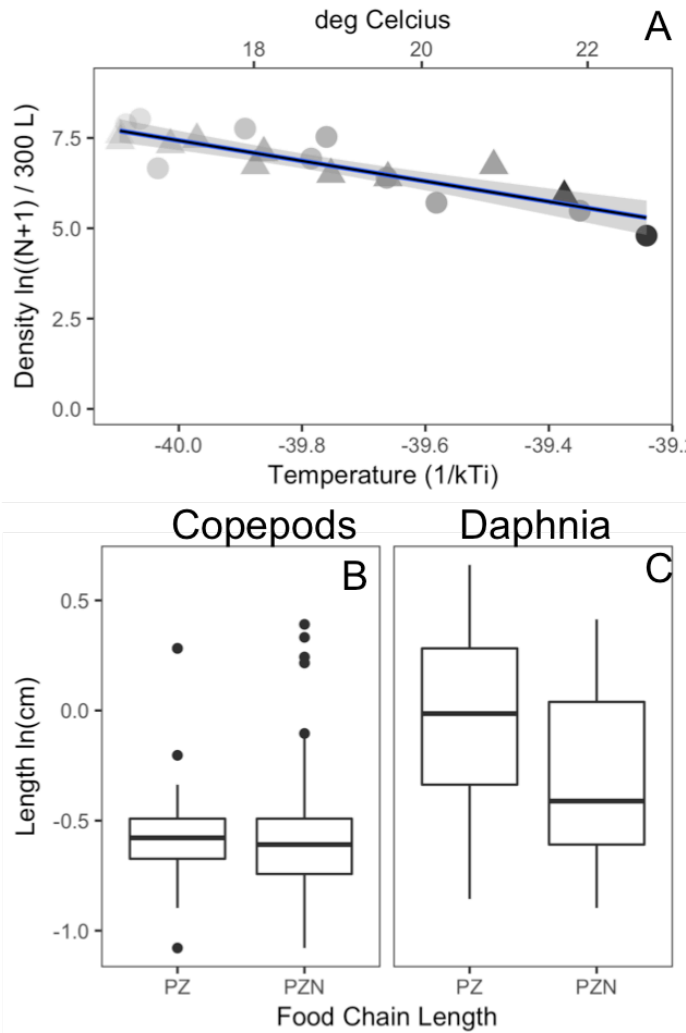 deg Celcius
A
18 20 22
Density ln((N+1) / 300 L)
7.5
5.0
2.5
0.0
-40.0 -39.8 -39.6 -39.4 -39.2
Temperature (1/kTi)
Copepods Daphnia
B C
Length ln(cm)
0.5
0.0
-0.5
-1.0
PZ PZN PZ PZN
Food Chain Length